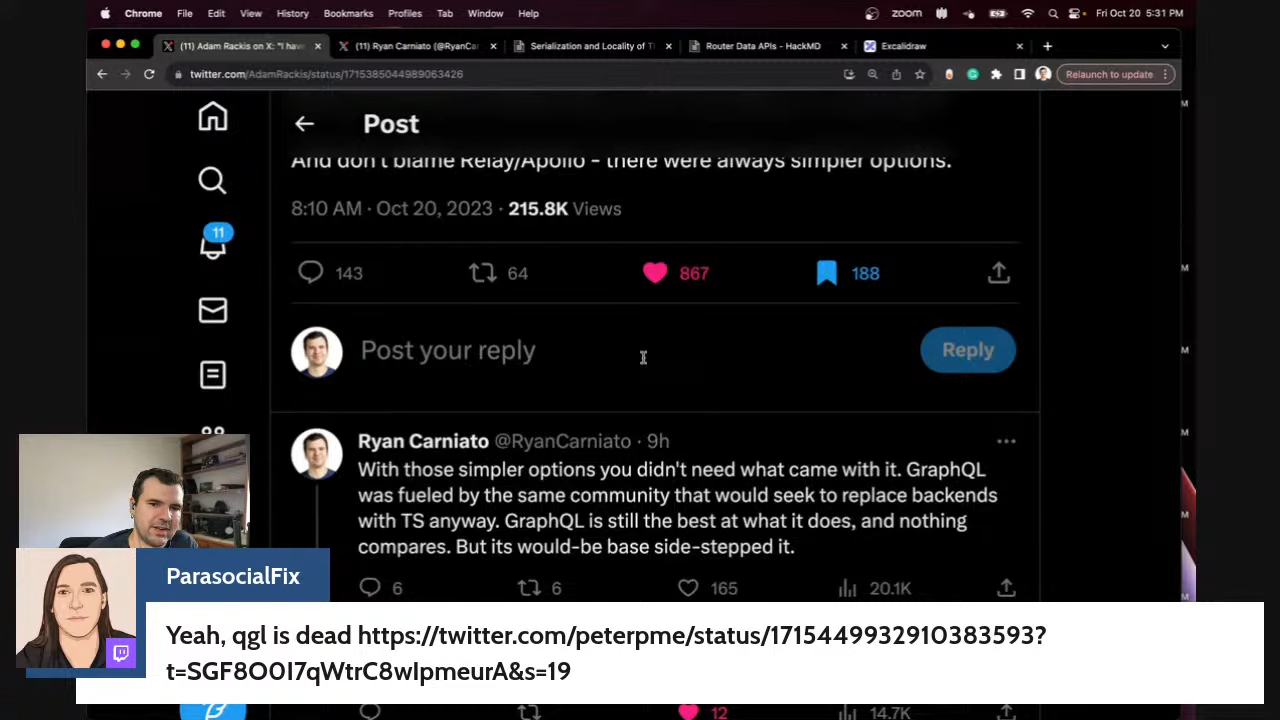 Chrome File Edit View History Bookmarks Profiles Tab Window Help zoom Fri Oct 20 5:31 PM
(11) Adam Rackis on X: "I hav (11) Ryan Carniato (@RyanCar Serialization and Locality of T Router Data APIs - HackMD Excalidraw
twitter.com/AdamRackis/status/1715385044989063426 Relaunch to update
Post
And don't blame Relay/Apollo - there were always simpler options.
8:10 AM · Oct 20, 2023 · 215.8K Views
11
143 64 867 188
Post your reply Reply
Ryan Carniato @RyanCarniato · 9h
With those simpler options you didn't need what came with it. GraphQL
was fueled by the same community that would seek to replace backends
with TS anyway. GraphQL is still the best at what it does, and nothing
compares. But its would-be base side-stepped it.
6 6 165 20.1K
ParasocialFix
Yeah, qgl is dead https://twitter.com/peterpme/status/1715449932910383593?
t=SGF8O0I7qWtrC8wIpmeurA&s=19
12 14.7K